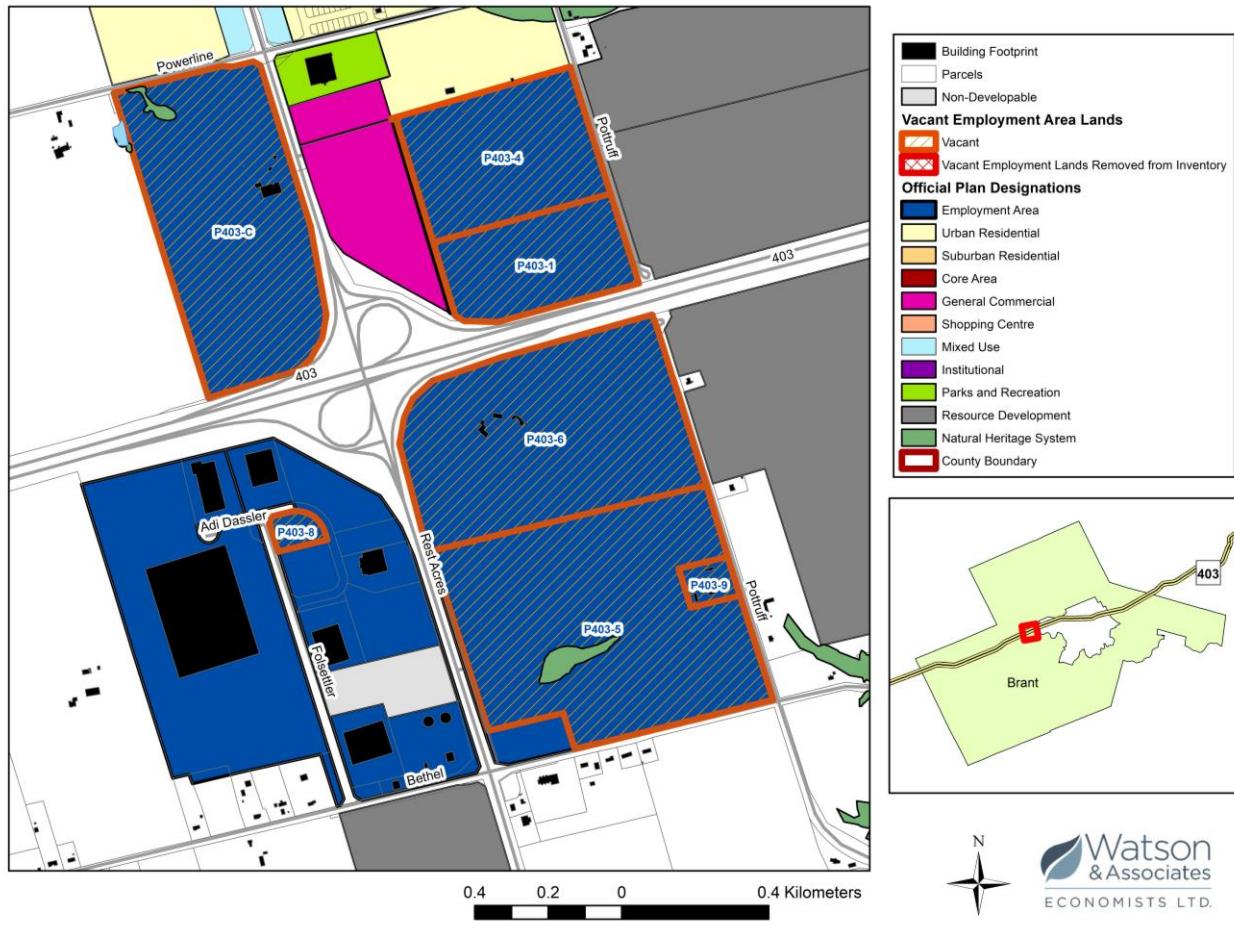 Powerline
Pottruff
P403-4
P403-C
P403-1
403
403
P403-6
Adi Dassler
P403-8
Rest Acres
P403-9
Pottruff
P403-5
Folsettler
Bethel
0.4 0.2 0 0.4 Kilometers
Building Footprint
Parcels
Non-Developable
Vacant Employment Area Lands
Vacant
Vacant Employment Lands Removed from Inventory
Official Plan Designations
Employment Area
Urban Residential
Suburban Residential
Core Area
General Commercial
Shopping Centre
Mixed Use
Institutional
Parks and Recreation
Resource Development
Natural Heritage System
County Boundary
403
Brant
N
Watson
& Associates
ECONOMISTS LTD.